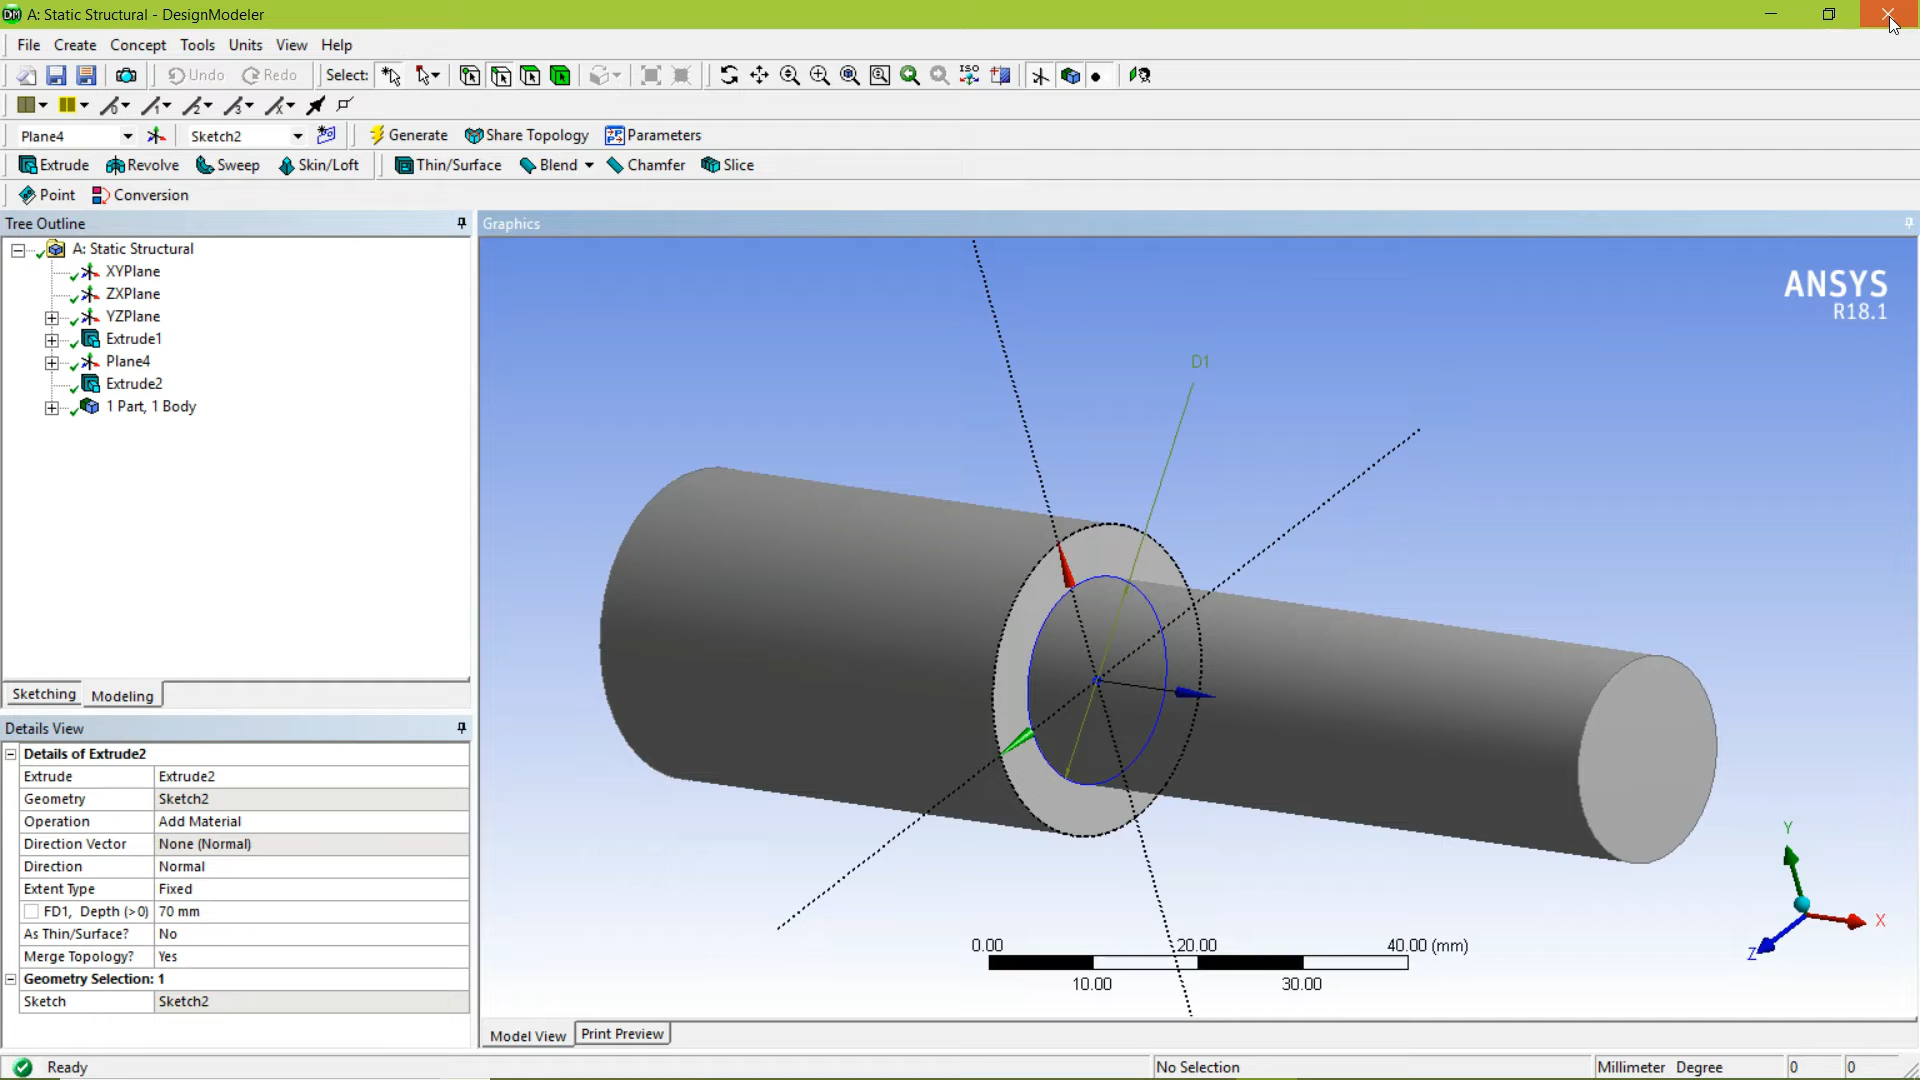 A: Static Structural - DesignModeler
File Create Concept Tools Units View Help
Undo Redo Select: ISO
Plane4 Sketch2 Generate Share Topology Parameters
Extrude Revolve Sweep Skin/Loft Thin/Surface Blend Chamfer Slice
Point Conversion
Tree Outline
A: Static Structural
XYPlane
ZXPlane
YZPlane
Extrude1
Plane4
Extrude2
1 Part, 1 Body
Sketching Modeling
Details View
Details of Extrude2
Extrude Extrude2
Geometry Sketch2
Operation Add Material
Direction Vector None (Normal)
Direction Normal
Extent Type Fixed
FD1, Depth (>0) 70 mm
As Thin/Surface? No
Merge Topology? Yes
Geometry Selection: 1
Sketch Sketch2
Graphics
ANSYS
R18.1
D1
Y
X
Z
0.00 20.00 40.00 (mm)
10.00 30.00
Model View Print Preview
Ready No Selection Millimeter Degree 0 0